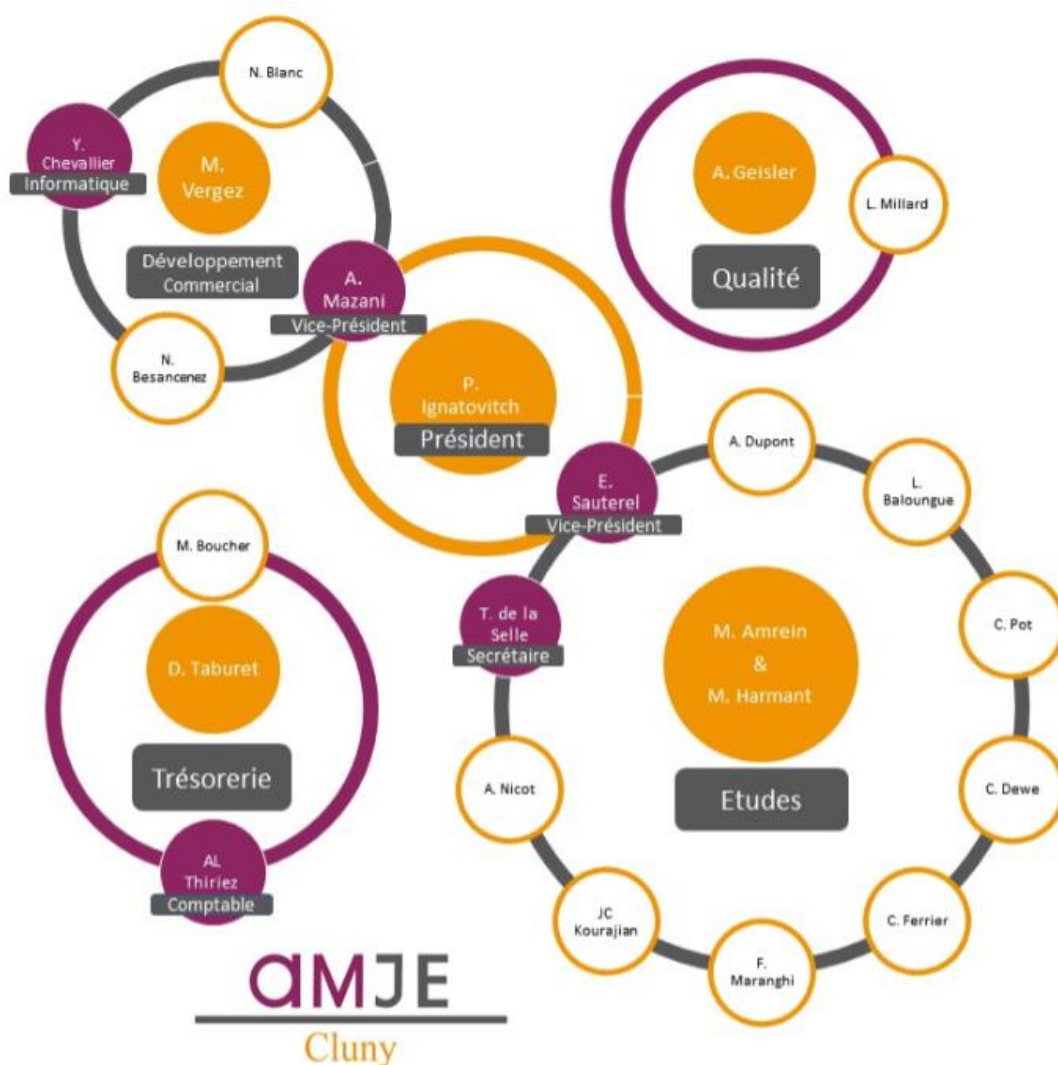 N. Blanc
Y.
Chevallier
Informatique
M.
Vergez
Développement
Commercial
A.
Mazani
Vice-Président
N.
Besancenez
A. Geisler
L. Millard
Qualité
P.
Ignatovitch
Président
E.
Sauterel
Vice-Président
A. Dupont
L.
Baloungue
C. Pot
C. Dewe
C. Ferrier
F.
Maranghi
JC
Kourajian
A. Nicot
T. de la
Selle
Secrétaire
M. Amrein
&
M. Harmant
Etudes
M. Boucher
D. Taburet
Trésorerie
AL
Thiriez
Comptable
aMJE
Cluny